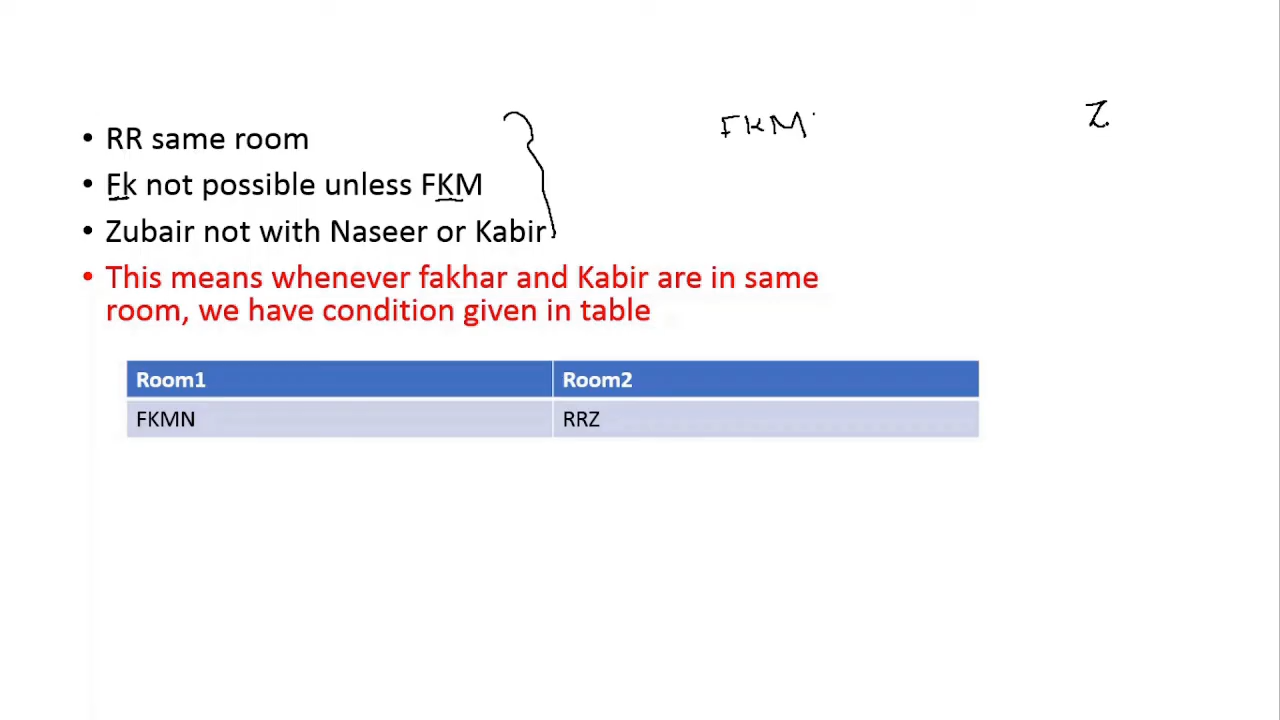 FKM
Z
• RR same room
• Fk not possible unless FKM
• Zubair not with Naseer or Kabir
• This means whenever fakhar and Kabir are in same
room, we have condition given in table
Room1 Room2
FKMN RRZ